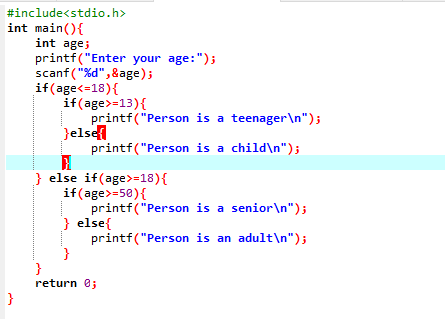 #include<stdio.h>
int main(){
    int age;
    printf("Enter your age:");
    scanf("%d",&age);
    if(age<=18){
        if(age>=13){
            printf("Person is a teenager\n");
        }else{
            printf("Person is a child\n");
        }
    } else if(age>=18){
        if(age>=50){
            printf("Person is a senior\n");
        } else{
            printf("Person is an adult\n");
        }
    }
    return 0;
}